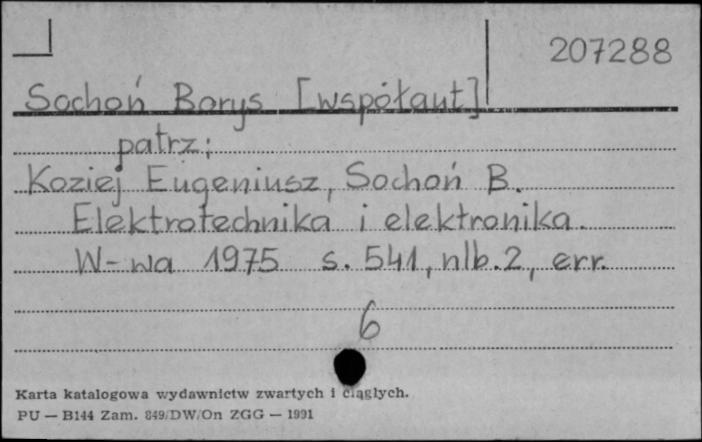 207288
Sochoń Borys [współaut]
patrz:
Koziej Eugeniusz, Sochoń B.
Elektrotechnika i elektronika.
W-wa 1975 s. 541, nlb. 2, err.
6
Karta katalogowa wydawnictw zwartych i ciągłych.
PU — B144 Zam. 849/DW/On ZGG — 1991